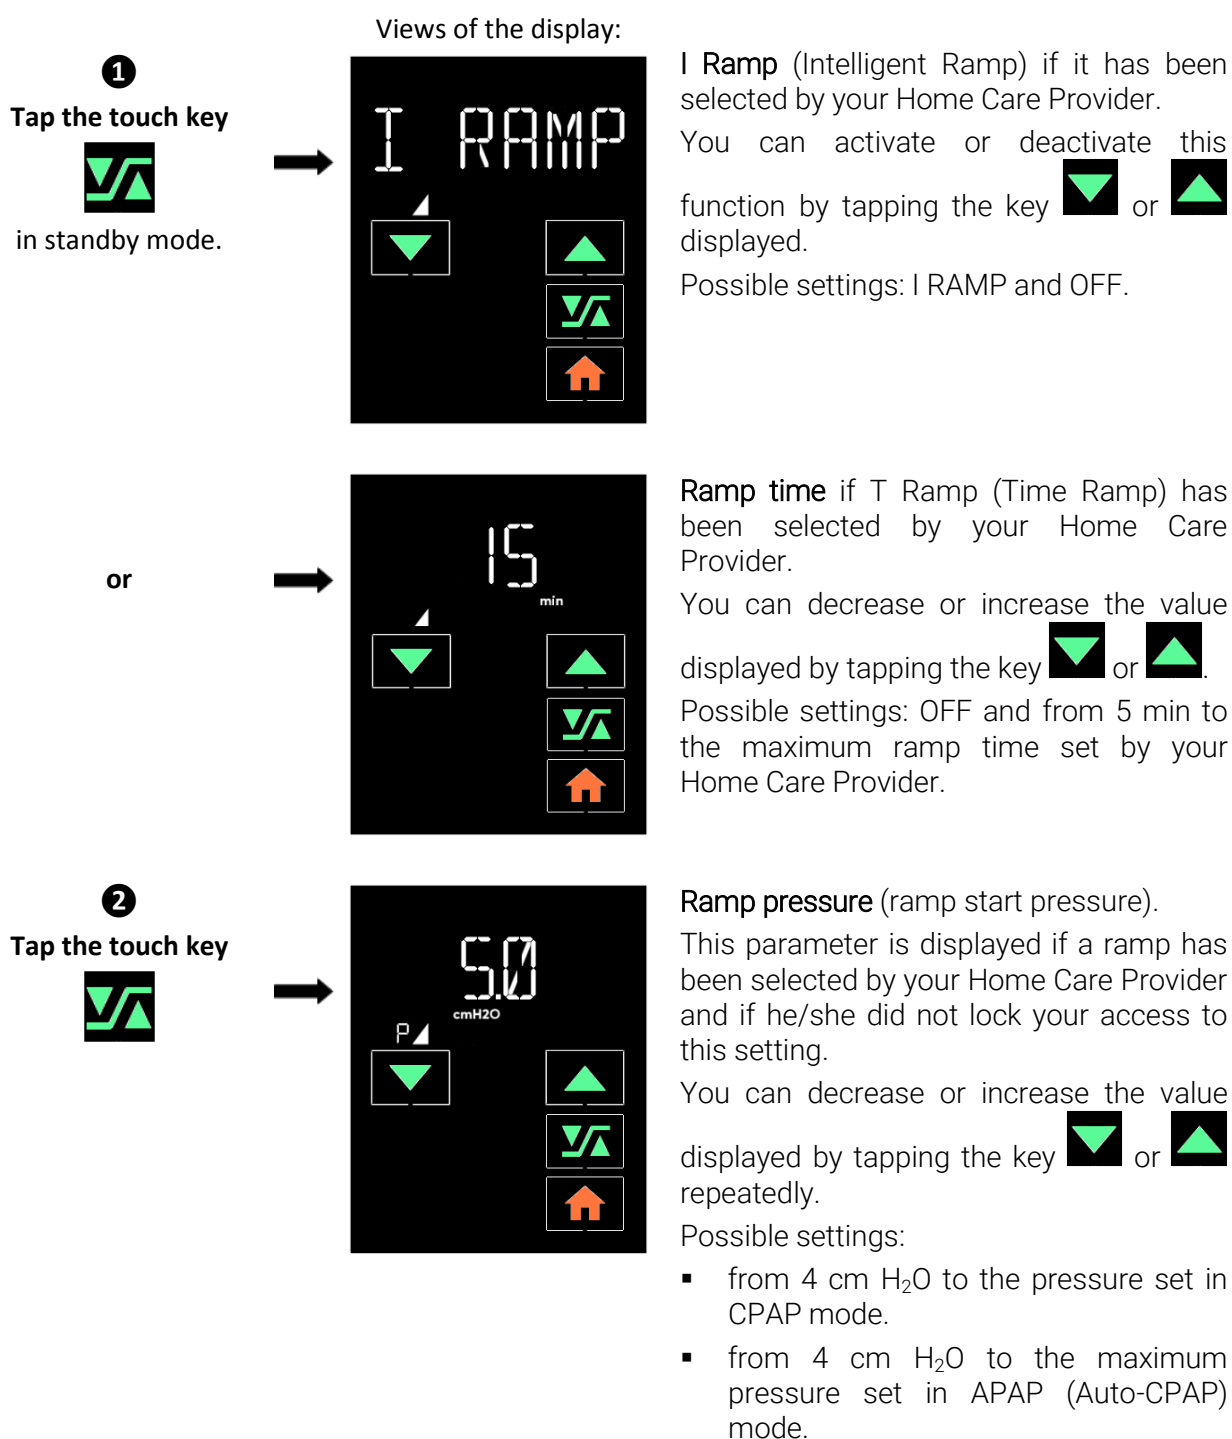 Views of the display:
❶
Tap the touch key
in standby mode.
I RAMP
I Ramp (Intelligent Ramp) if it has been
selected by your Home Care Provider.
You can activate or deactivate this
function by tapping the key or
displayed.
Possible settings: I RAMP and OFF.
or
15
min
Ramp time if T Ramp (Time Ramp) has
been selected by your Home Care
Provider.
You can decrease or increase the value
displayed by tapping the key or .
Possible settings: OFF and from 5 min to
the maximum ramp time set by your
Home Care Provider.
❷
Tap the touch key
5.0
cmH2O
P
Ramp pressure (ramp start pressure).
This parameter is displayed if a ramp has
been selected by your Home Care Provider
and if he/she did not lock your access to
this setting.
You can decrease or increase the value
displayed by tapping the key or
repeatedly.
Possible settings:
▪ from 4 cm H₂O to the pressure set in
CPAP mode.
▪ from 4 cm H₂O to the maximum
pressure set in APAP (Auto-CPAP)
mode.